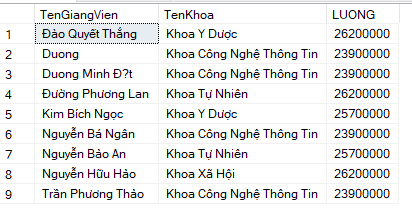 TenGiangVien TenKhoa LUONG
1 Đào Quyết Thắng Khoa Y Dược 26200000
2 Duong Khoa Công Nghệ Thông Tin 23900000
3 Duong Minh Đ?t Khoa Công Nghệ Thông Tin 23900000
4 Đường Phương Lan Khoa Tự Nhiên 26200000
5 Kim Bích Ngọc Khoa Y Dược 25700000
6 Nguyễn Bá Ngân Khoa Công Nghệ Thông Tin 23900000
7 Nguyễn Bảo An Khoa Tự Nhiên 25700000
8 Nguyễn Hữu Hảo Khoa Xã Hội 26200000
9 Trần Phương Thảo Khoa Công Nghệ Thông Tin 23900000